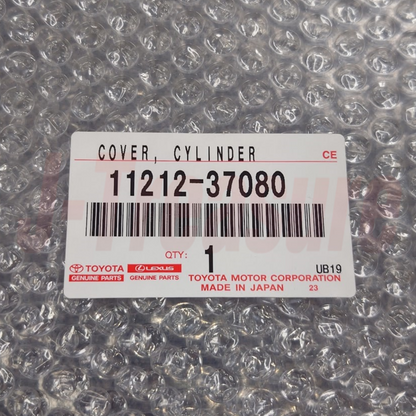 COVER, CYLINDER CE
11212-37080
QTY: 1 UB19
TOYOTA LEXUS TOYOTA MOTOR CORPORATION
GENUINE PARTS GENUINE PARTS MADE IN JAPAN 23